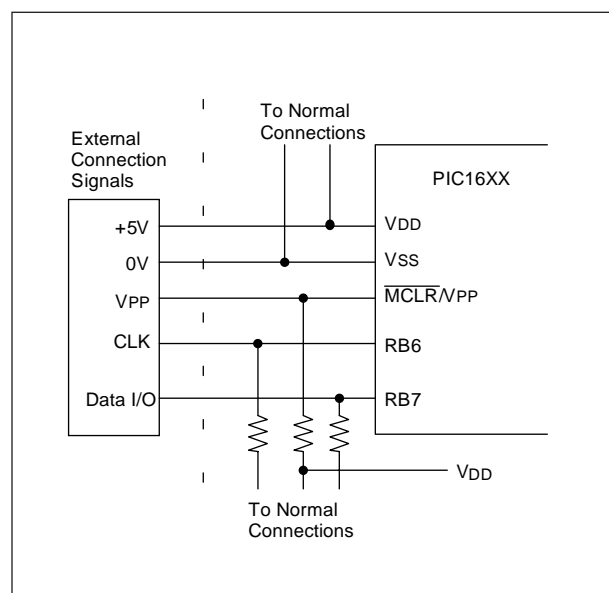 To Normal
Connections
External
Connection
Signals
PIC16XX
+5V
VDD
0V
VSS
VPP
MCLR/VPP
CLK
RB6
Data I/O
RB7
VDD
To Normal
Connections